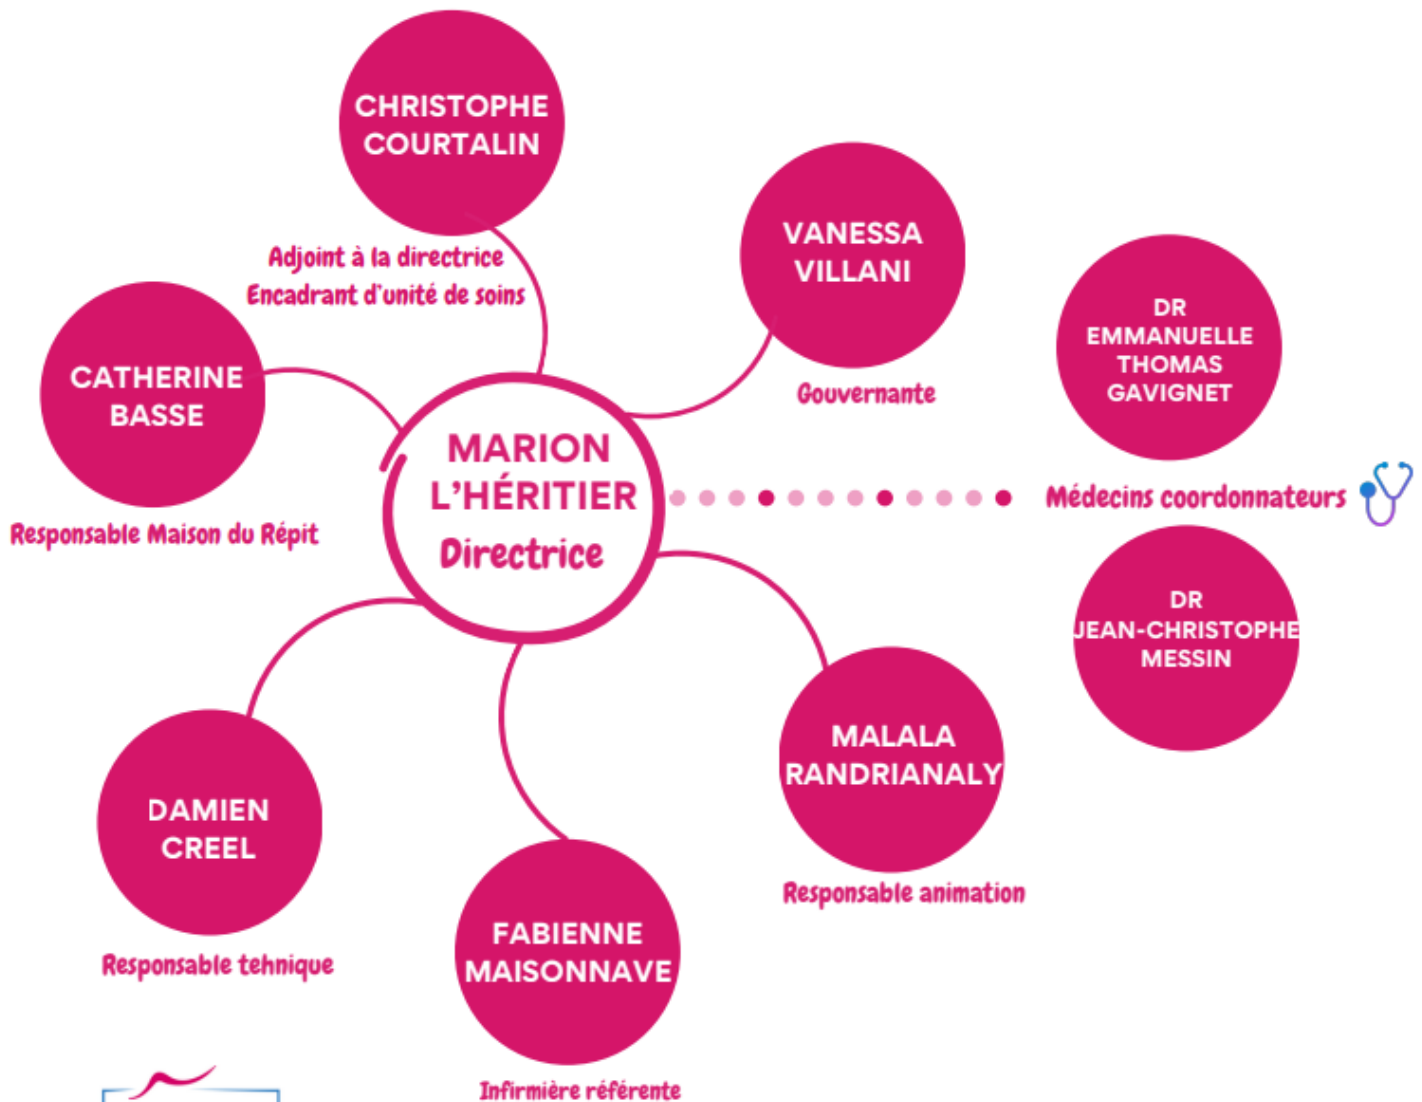 CHRISTOPHE
COURTALIN
Adjoint à la directrice
Encadrant d'unité de soins
VANESSA
VILLANI
Gouvernante
CATHERINE
BASSE
Responsable Maison du Répit
MARION
L'HÉRITIER
Directrice
DR
EMMANUELLE
THOMAS
GAVIGNET
Médecins coordonnateurs
DR
JEAN-CHRISTOPHE
MESSIN
MALALA
RANDRIANALY
Responsable animation
DAMIEN
CREEL
Responsable tehnique
FABIENNE
MAISONNAVE
Infirmière référente